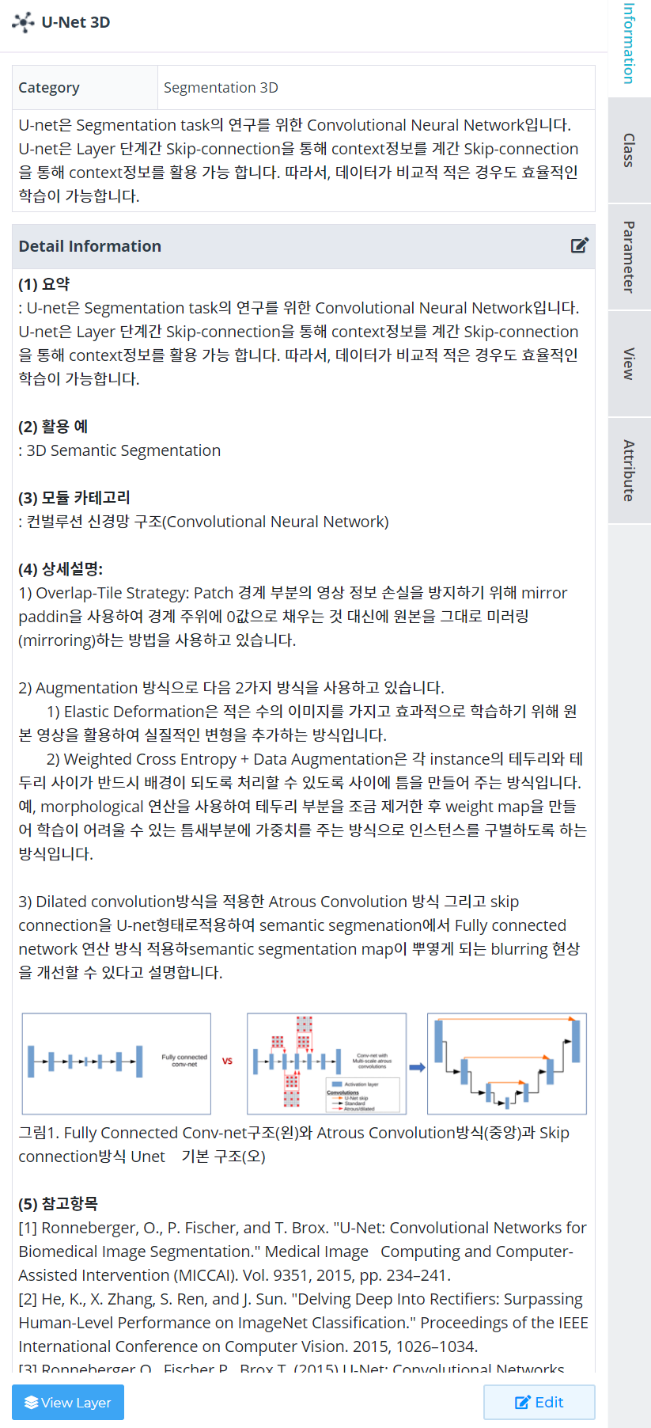 U-Net 3D
Information
Class
Parameter
View
Attribute
Category Segmentation 3D
U-net은 Segmentation task의 연구를 위한 Convolutional Neural Network입니다.
U-net은 Layer 단계간 Skip-connection을 통해 context정보를 계간 Skip-connection
을 통해 context정보를 활용 가능 합니다. 따라서, 데이터가 비교적 적은 경우도 효율적인
학습이 가능합니다.
Detail Information
(1) 요약
: U-net은 Segmentation task의 연구를 위한 Convolutional Neural Network입니다.
U-net은 Layer 단계간 Skip-connection을 통해 context정보를 계간 Skip-connection
을 통해 context정보를 활용 가능 합니다. 따라서, 데이터가 비교적 적은 경우도 효율적인
학습이 가능합니다.
(2) 활용 예
: 3D Semantic Segmentation
(3) 모듈 카테고리
: 컨벌루션 신경망 구조(Convolutional Neural Network)
(4) 상세설명:
1) Overlap-Tile Strategy: Patch 경계 부분의 영상 정보 손실을 방지하기 위해 mirror
paddin을 사용하여 경계 주위에 0값으로 채우는 것 대신에 원본을 그대로 미러링
(mirroring)하는 방법을 사용하고 있습니다.
2) Augmentation 방식으로 다음 2가지 방식을 사용하고 있습니다.
1) Elastic Deformation은 적은 수의 이미지를 가지고 효과적으로 학습하기 위해 원
본 영상을 활용하여 실질적인 변형을 추가하는 방식입니다.
2) Weighted Cross Entropy + Data Augmentation은 각 instance의 테두리와 테
두리 사이가 반드시 배경이 되도록 처리할 수 있도록 사이에 틈을 만들어 주는 방식입니다.
예, morphological 연산을 사용하여 테두리 부분을 조금 제거한 후 weight map을 만들
어 학습이 어려울 수 있는 틈새부분에 가중치를 주는 방식으로 인스턴스를 구별하도록 하는
방식입니다.
3) Dilated convolution방식을 적용한 Atrous Convolution 방식 그리고 skip
connection을 U-net형태로적용하여 semantic segmenation에서 Fully connected
network 연산 방식 적용하semantic segmentation map이 뿌옇게 되는 blurring 현상
을 개선할 수 있다고 설명합니다.
Fully connected
conv-net
VS
Conv-net with
Multi-scale atrous
convolutions
Activation layer
Convolutions
U-Net skip
Standard
Atrous/dilated
그림1. Fully Connected Conv-net구조(왼)와 Atrous Convolution방식(중앙)과 Skip
connection방식 Unet 기본 구조(오)
(5) 참고항목
[1] Ronneberger, O., P. Fischer, and T. Brox. "U-Net: Convolutional Networks for
Biomedical Image Segmentation." Medical Image Computing and Computer-
Assisted Intervention (MICCAI). Vol. 9351, 2015, pp. 234–241.
[2] He, K., X. Zhang, S. Ren, and J. Sun. "Delving Deep Into Rectifiers: Surpassing
Human-Level Performance on ImageNet Classification." Proceedings of the IEEE
International Conference on Computer Vision. 2015, 1026–1034.
[3] Ronneberger O., Fischer P., Brox T. (2015) U-Net: Convolutional Networks
View Layer
Edit